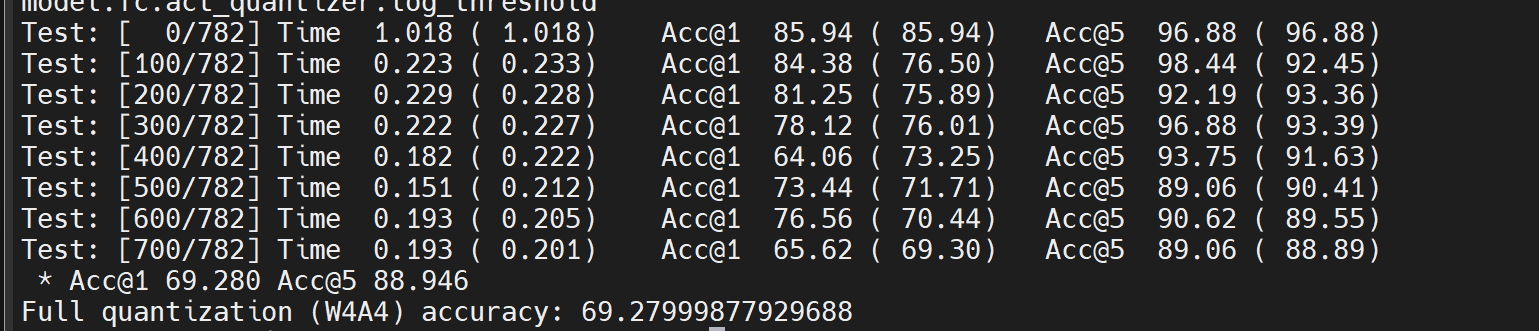 model.fc.act_quantizer.log_threshold
Test: [  0/782] Time  1.018 ( 1.018)    Acc@1  85.94 ( 85.94)   Acc@5  96.88 ( 96.88)
Test: [100/782] Time  0.223 ( 0.233)    Acc@1  84.38 ( 76.50)   Acc@5  98.44 ( 92.45)
Test: [200/782] Time  0.229 ( 0.228)    Acc@1  81.25 ( 75.89)   Acc@5  92.19 ( 93.36)
Test: [300/782] Time  0.222 ( 0.227)    Acc@1  78.12 ( 76.01)   Acc@5  96.88 ( 93.39)
Test: [400/782] Time  0.182 ( 0.222)    Acc@1  64.06 ( 73.25)   Acc@5  93.75 ( 91.63)
Test: [500/782] Time  0.151 ( 0.212)    Acc@1  73.44 ( 71.71)   Acc@5  89.06 ( 90.41)
Test: [600/782] Time  0.193 ( 0.205)    Acc@1  76.56 ( 70.44)   Acc@5  90.62 ( 89.55)
Test: [700/782] Time  0.193 ( 0.201)    Acc@1  65.62 ( 69.30)   Acc@5  89.06 ( 88.89)
 * Acc@1 69.280 Acc@5 88.946
Full quantization (W4A4) accuracy: 69.27999877929688